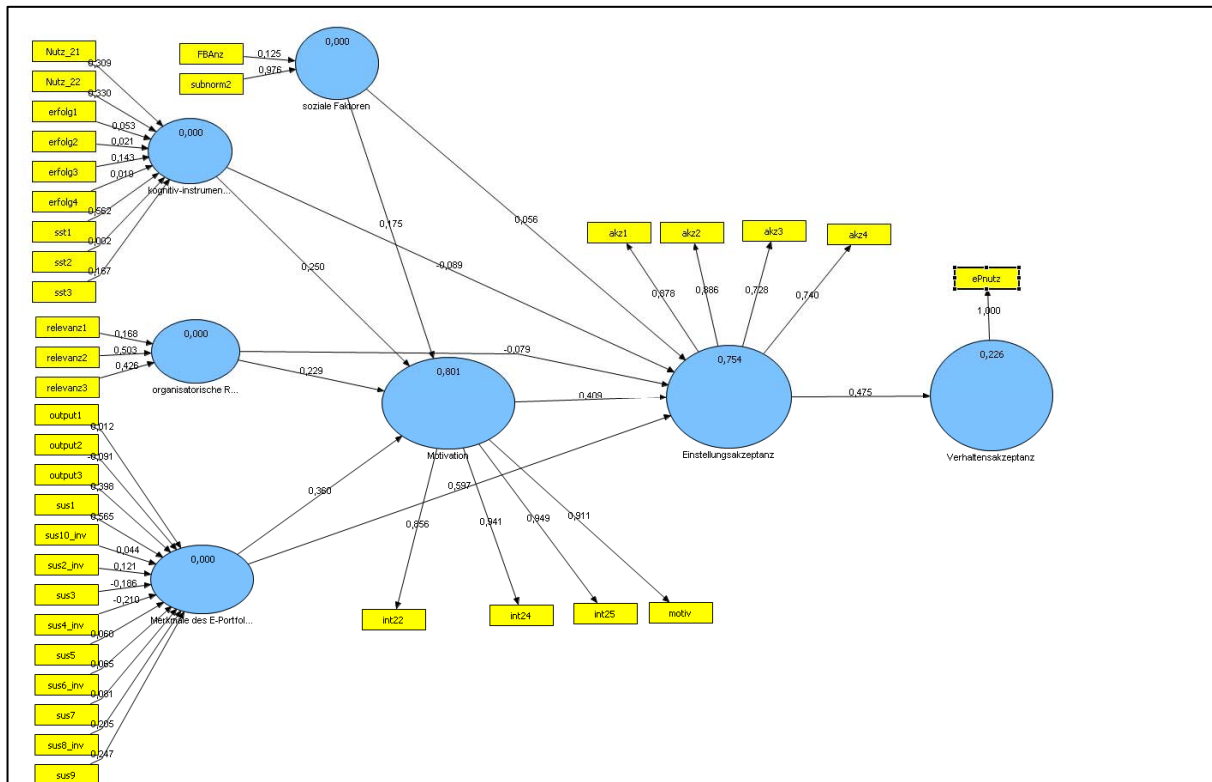 Nutz_21
0,309
Nutz_22
0,330
erfolg1
0,053
erfolg2
0,021
erfolg3
0,143
erfolg4
0,019
sst1
0,562
sst2
0,002
sst3
0,167
0,000
kognitiv-instrumen...
FBAnz
0,125
subnorm2
0,976
0,000
soziale Faktoren
0,175
0,056
0,250
-0,089
relevanz1
0,168
relevanz2
0,503
relevanz3
0,426
0,000
organisatorische R...
-0,079
0,229
output1
0,012
output2
-0,091
output3
0,398
sus1
0,565
sus10_inv
0,044
sus2_inv
0,121
sus3
-0,186
sus4_inv
-0,210
sus5
0,060
sus6_inv
0,065
sus7
0,081
sus8_inv
0,205
sus9
0,247
0,000
Merkmale des E-Portfol...
0,360
0,597
0,801
Motivation
0,409
0,856
0,941
0,949
0,911
int22
int24
int25
motiv
akz1
akz2
akz3
akz4
0,878
0,886
0,728
0,740
0,754
Einstellungsakzeptanz
0,475
ePnutz
1,000
0,226
Verhaltensakzeptanz